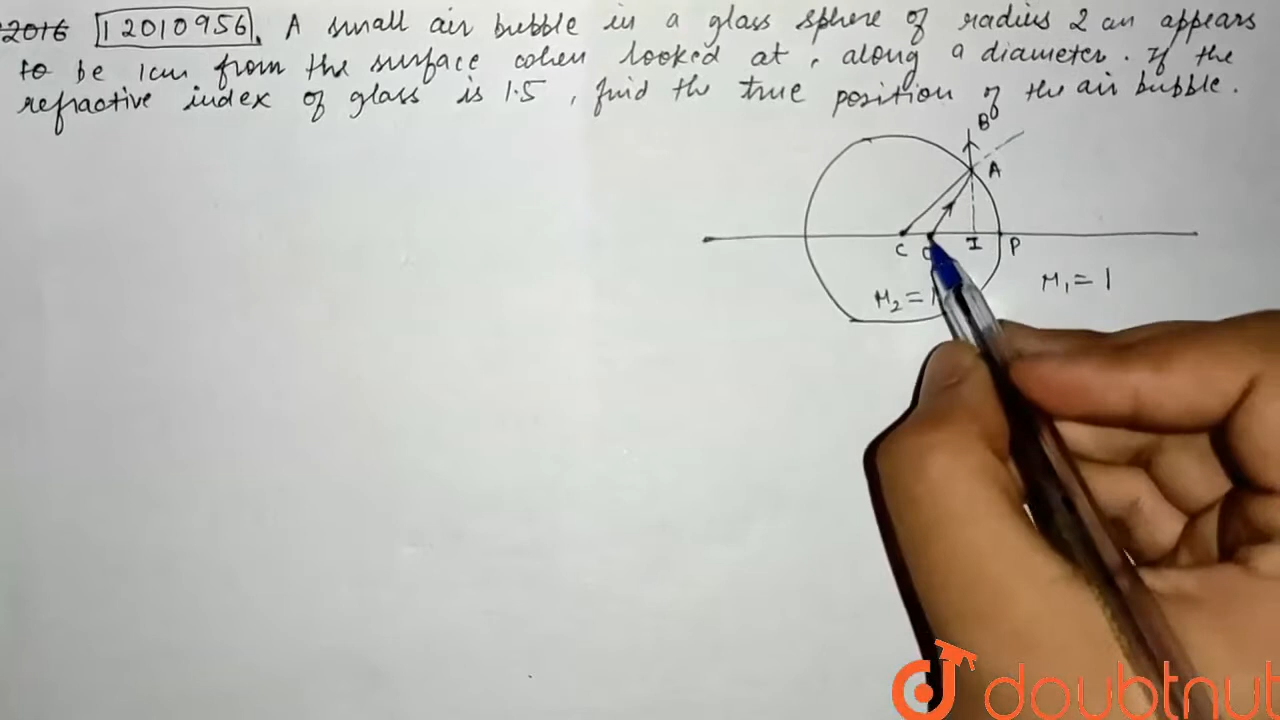 2016 12010956. A small air bubble in a glass sphere of radius 2 cm appears
to be 1cm from the surface when looked at, along a diameter. If the
refractive index of glass is 1.5, find the true position of the air bubble.
B
A
C O I P
μ₂ = 1
μ₁ = 1
doubtnut